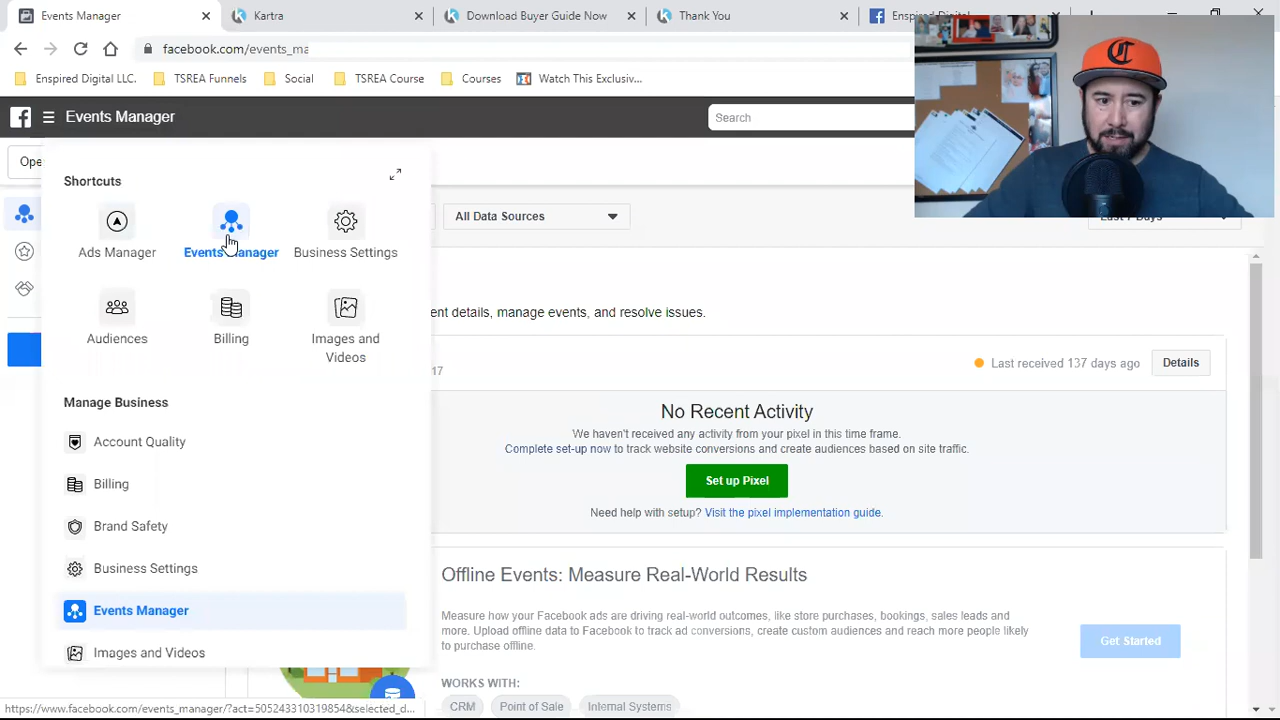 Events Manager
Kartra
Download Buyer Guide Now
Thank You
Enspired Digital
facebook.com/events_ma
Enspired Digital LLC.
TSREA Funnels
Social
TSREA Course
Courses
Watch This Exclusiv...
Events Manager
Search
Ope
Shortcuts
All Data Sources
Last 7 Days
Ads Manager
Events Manager
Business Settings
ent details, manage events, and resolve issues.
Audiences
Billing
Images and
Videos
17
Last received 137 days ago
Details
Manage Business
No Recent Activity
We haven't received any activity from your pixel in this time frame.
Complete set-up now to track website conversions and create audiences based on site traffic.
Set up Pixel
Need help with setup? Visit the pixel implementation guide.
Account Quality
Billing
Brand Safety
Business Settings
Events Manager
Images and Videos
Offline Events: Measure Real-World Results
Measure how your Facebook ads are driving real-world outcomes, like store purchases, bookings, sales leads and
more. Upload offline data to Facebook to track ad conversions, create custom audiences and reach more people likely
to purchase offline.
Get Started
WORKS WITH:
CRM
Point of Sale
Internal Systems
https://www.facebook.com/events_manager/?act=505243310319854&selected_d...